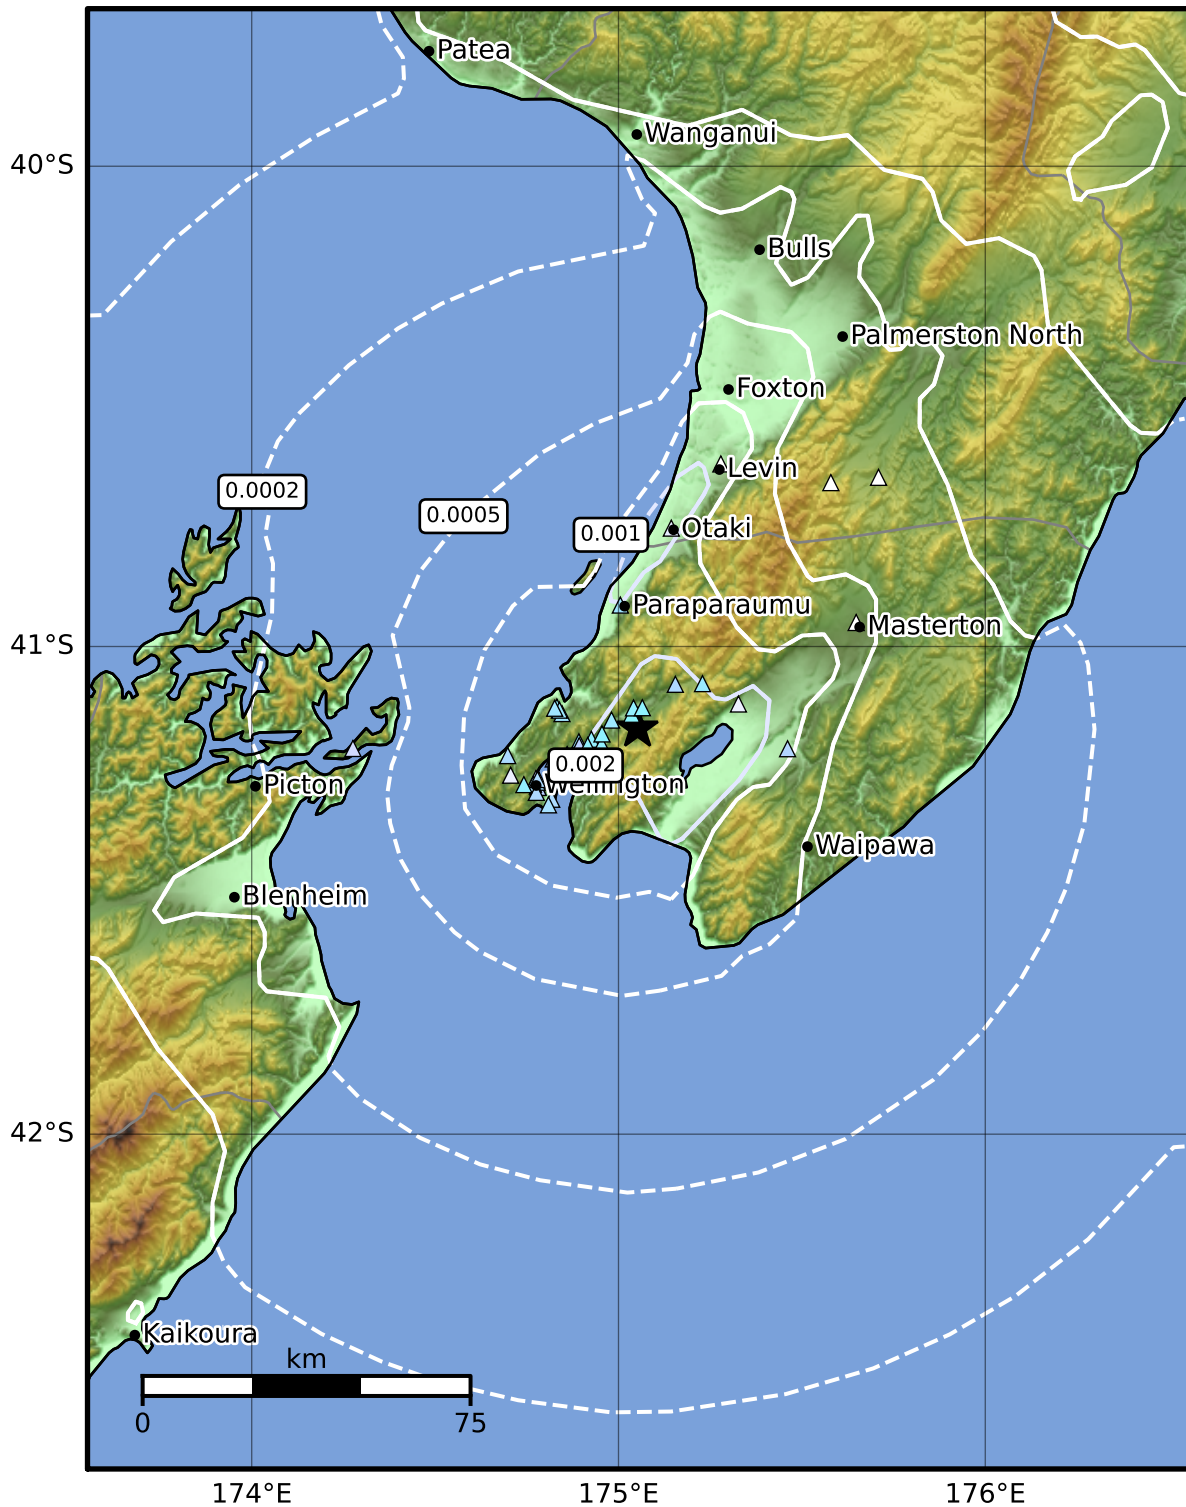 Patea
Wanganui
40°S
Bulls
Palmerston North
Foxton
Levin
0.0002
0.0005
0.001
Otaki
Paraparaumu
Masterton
41°S
0.002
Wellington
Picton
Waipawa
Blenheim
42°S
Kaikoura
km
0
75
174°E
175°E
176°E